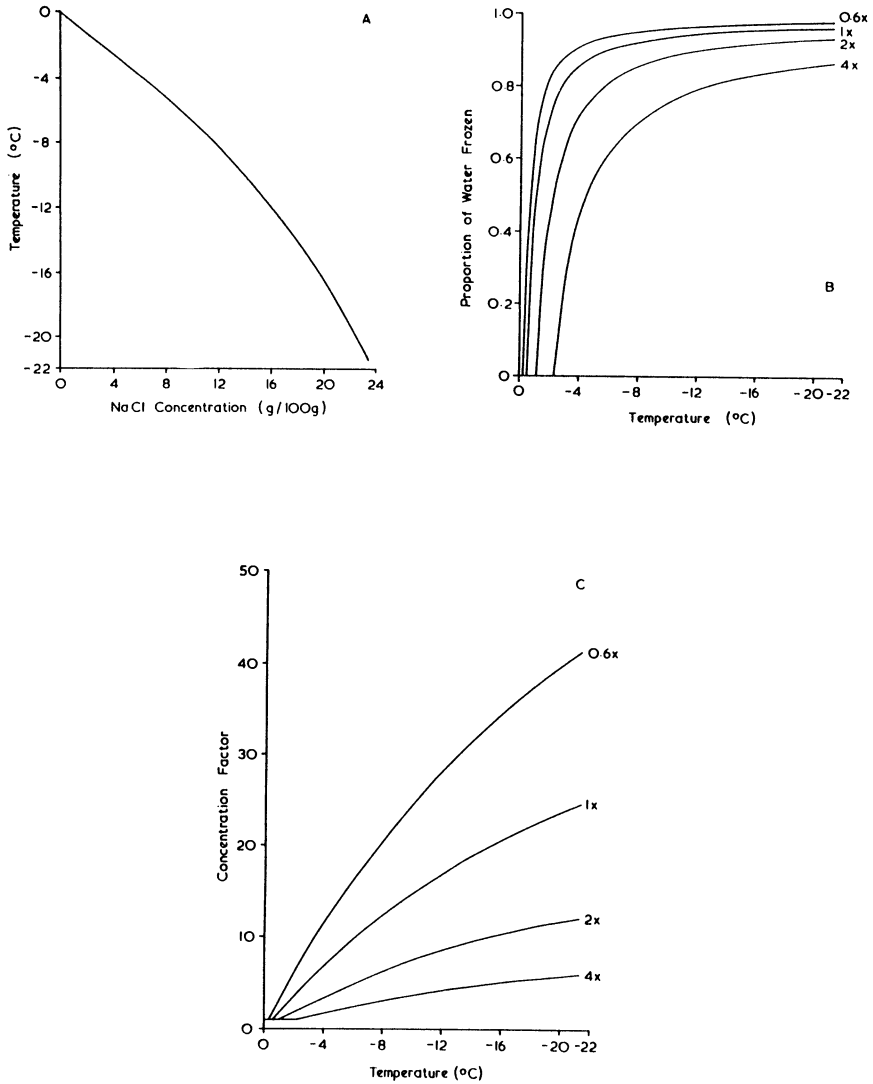 A
Temperature (°C)
0
-4
-8
-12
-16
-20
-22
0 4 8 12 16 20 24
NaCl Concentration (g/100g)
B
Proportion of Water Frozen
1.0
0.8
0.6
0.4
0.2
0
0.6x
1x
2x
4x
0 -4 -8 -12 -16 -20 -22
Temperature (°C)
C
Concentration Factor
50
40
30
20
10
0
0.6x
1x
2x
4x
0 -4 -8 -12 -16 -20 -22
Temperature (°C)